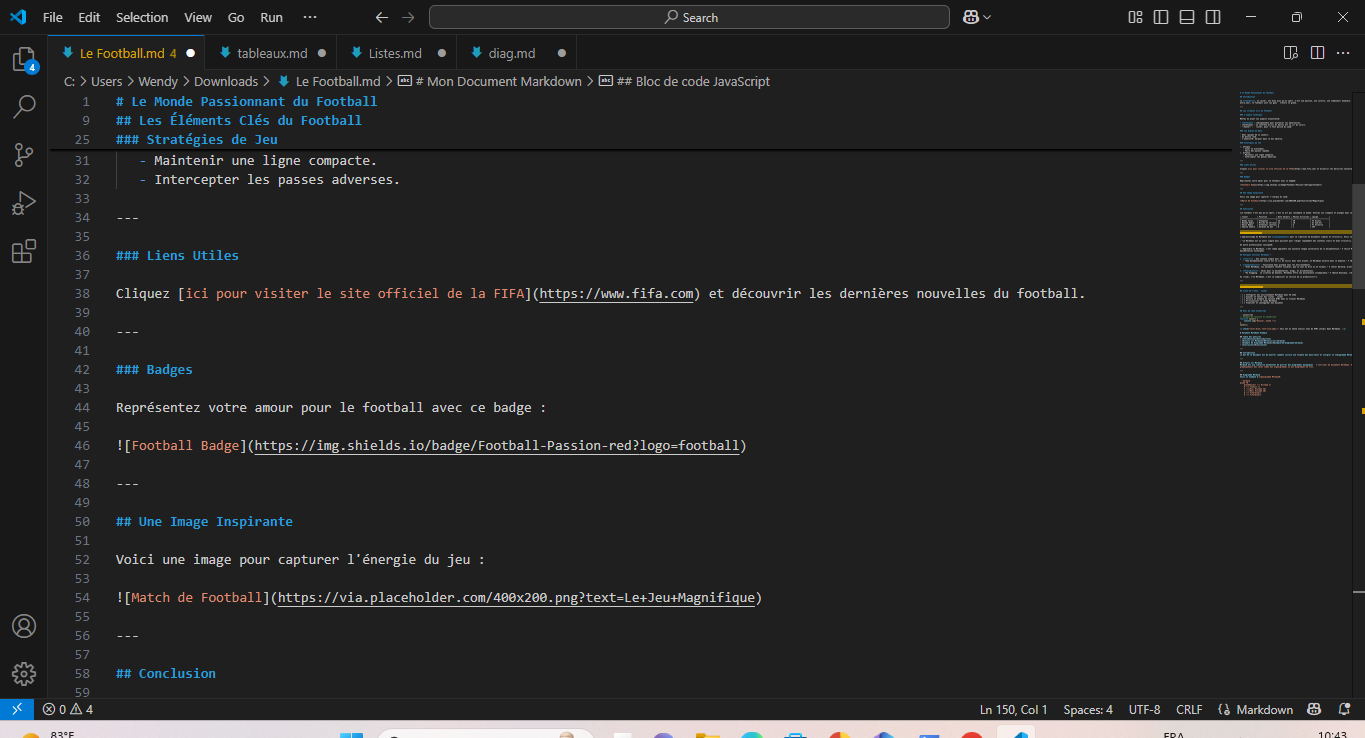 File Edit Selection View Go Run ··· Search
Le Football.md 4 tableaux.md Listes.md diag.md
C: > Users > Wendy > Downloads > Le Football.md > # Mon Document Markdown > ## Bloc de code JavaScript
1 # Le Monde Passionnant du Football
9 ## Les Éléments Clés du Football
25 ### Stratégies de Jeu
31 - Maintenir une ligne compacte.
32 - Intercepter les passes adverses.
33
34 ---
35
36 ### Liens Utiles
37
38 Cliquez [ici pour visiter le site officiel de la FIFA](https://www.fifa.com) et découvrir les dernières nouvelles du football.
39
40 ---
41
42 ### Badges
43
44 Représentez votre amour pour le football avec ce badge :
45
46 ![Football Badge](https://img.shields.io/badge/Football-Passion-red?logo=football)
47
48 ---
49
50 ## Une Image Inspirante
51
52 Voici une image pour capturer l'énergie du jeu :
53
54 ![Match de Football](https://via.placeholder.com/400x200.png?text=Le+Jeu+Magnifique)
55
56 ---
57
58 ## Conclusion
59
4
0 4 Ln 150, Col 1 Spaces: 4 UTF-8 CRLF Markdown
83°F FRA 10:43